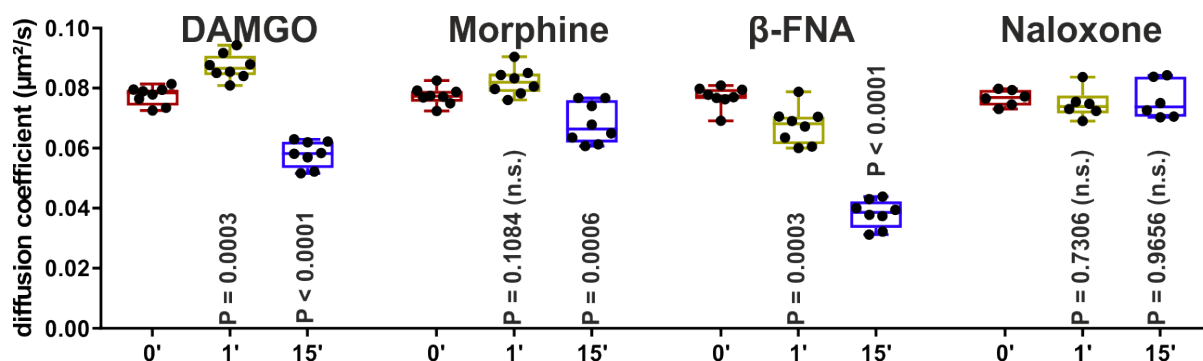 DAMGO
Morphine
β-FNA
Naloxone
diffusion coefficient (µm²/s)
0.10
0.08
0.06
0.04
0.02
0.00
P = 0.0003
P < 0.0001
P = 0.1084 (n.s.)
P = 0.0006
P = 0.0003
P < 0.0001
P = 0.7306 (n.s.)
P = 0.9656 (n.s.)
0' 1' 15' 0' 1' 15' 0' 1' 15' 0' 1' 15'